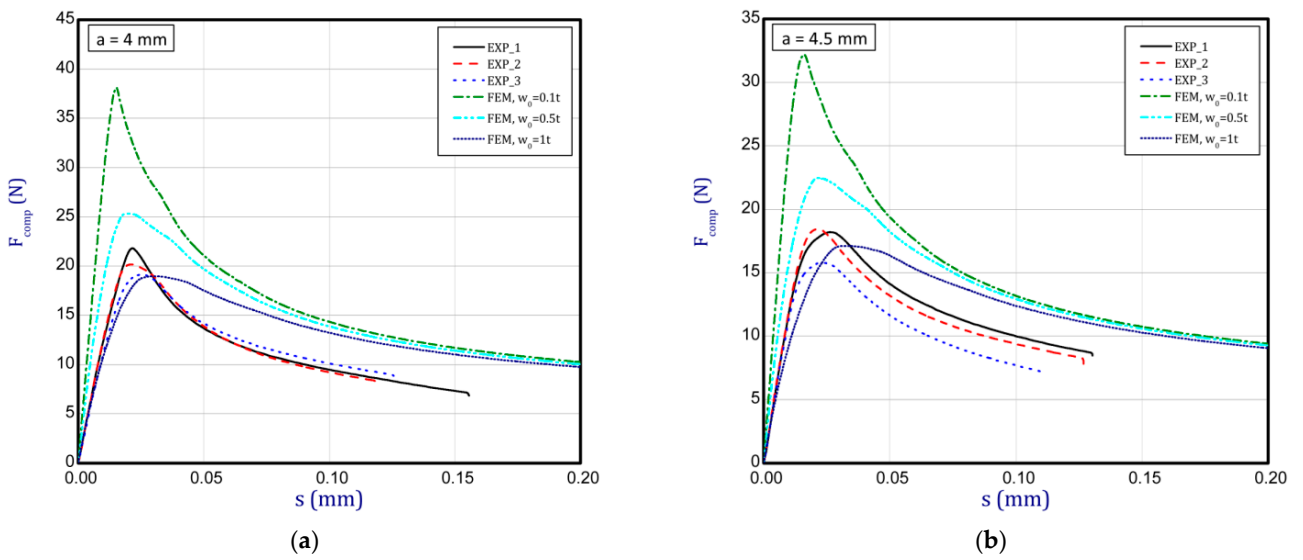 a = 4 mm
EXP_1
EXP_2
EXP_3
FEM, w₀=0.1t
FEM, w₀=0.5t
FEM, w₀=1t
45
40
35
30
25
20
15
10
5
0
F_comp (N)
0.00
0.05
0.10
0.15
0.20
s (mm)
(a)
a = 4.5 mm
EXP_1
EXP_2
EXP_3
FEM, w₀=0.1t
FEM, w₀=0.5t
FEM, w₀=1t
35
30
25
20
15
10
5
0
F_comp (N)
0.00
0.05
0.10
0.15
0.20
s (mm)
(b)